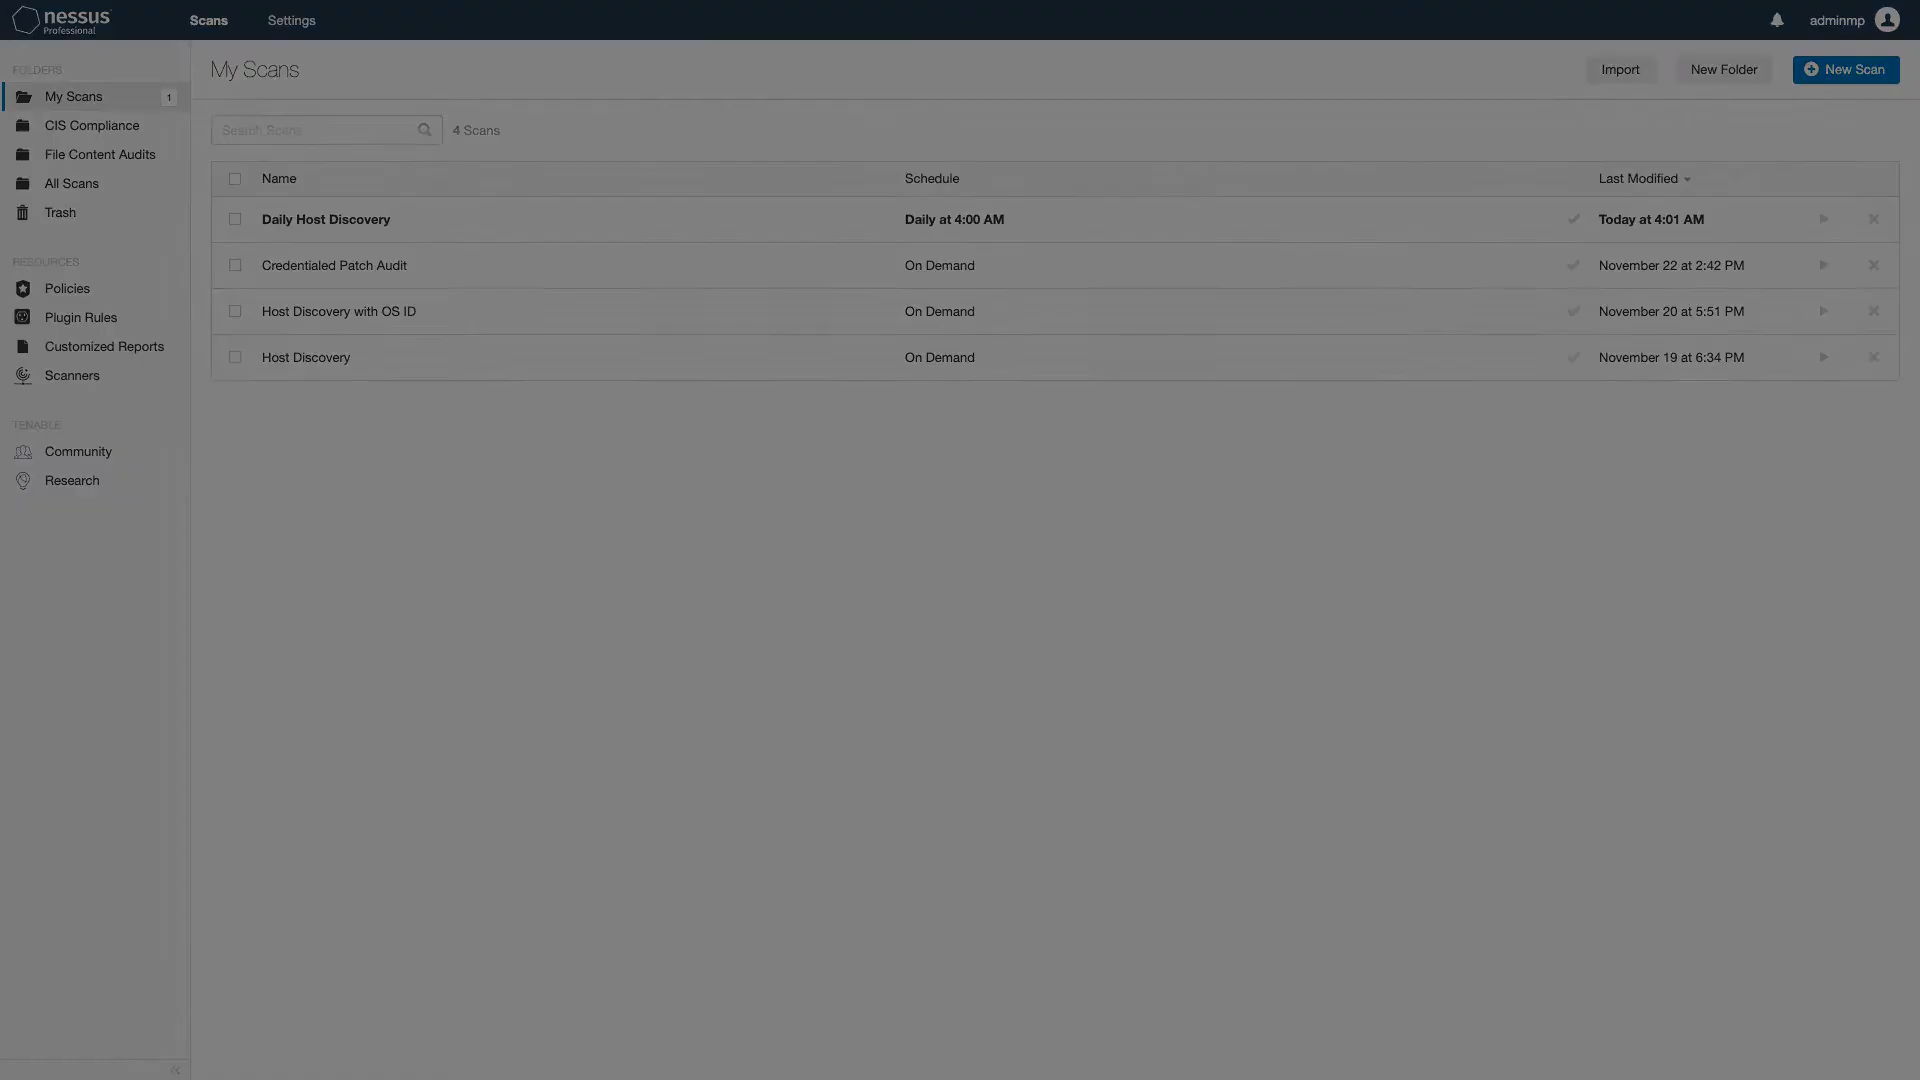 nessus
Professional
Scans
Settings
adminmp
FOLDERS
My Scans
1
CIS Compliance
File Content Audits
All Scans
Trash
RESOURCES
Policies
Plugin Rules
Customized Reports
Scanners
TENABLE
Community
Research
My Scans
Import
New Folder
New Scan
Search Scans
4 Scans
Name Schedule Last Modified
Daily Host Discovery Daily at 4:00 AM Today at 4:01 AM
Credentialed Patch Audit On Demand November 22 at 2:42 PM
Host Discovery with OS ID On Demand November 20 at 5:51 PM
Host Discovery On Demand November 19 at 6:34 PM